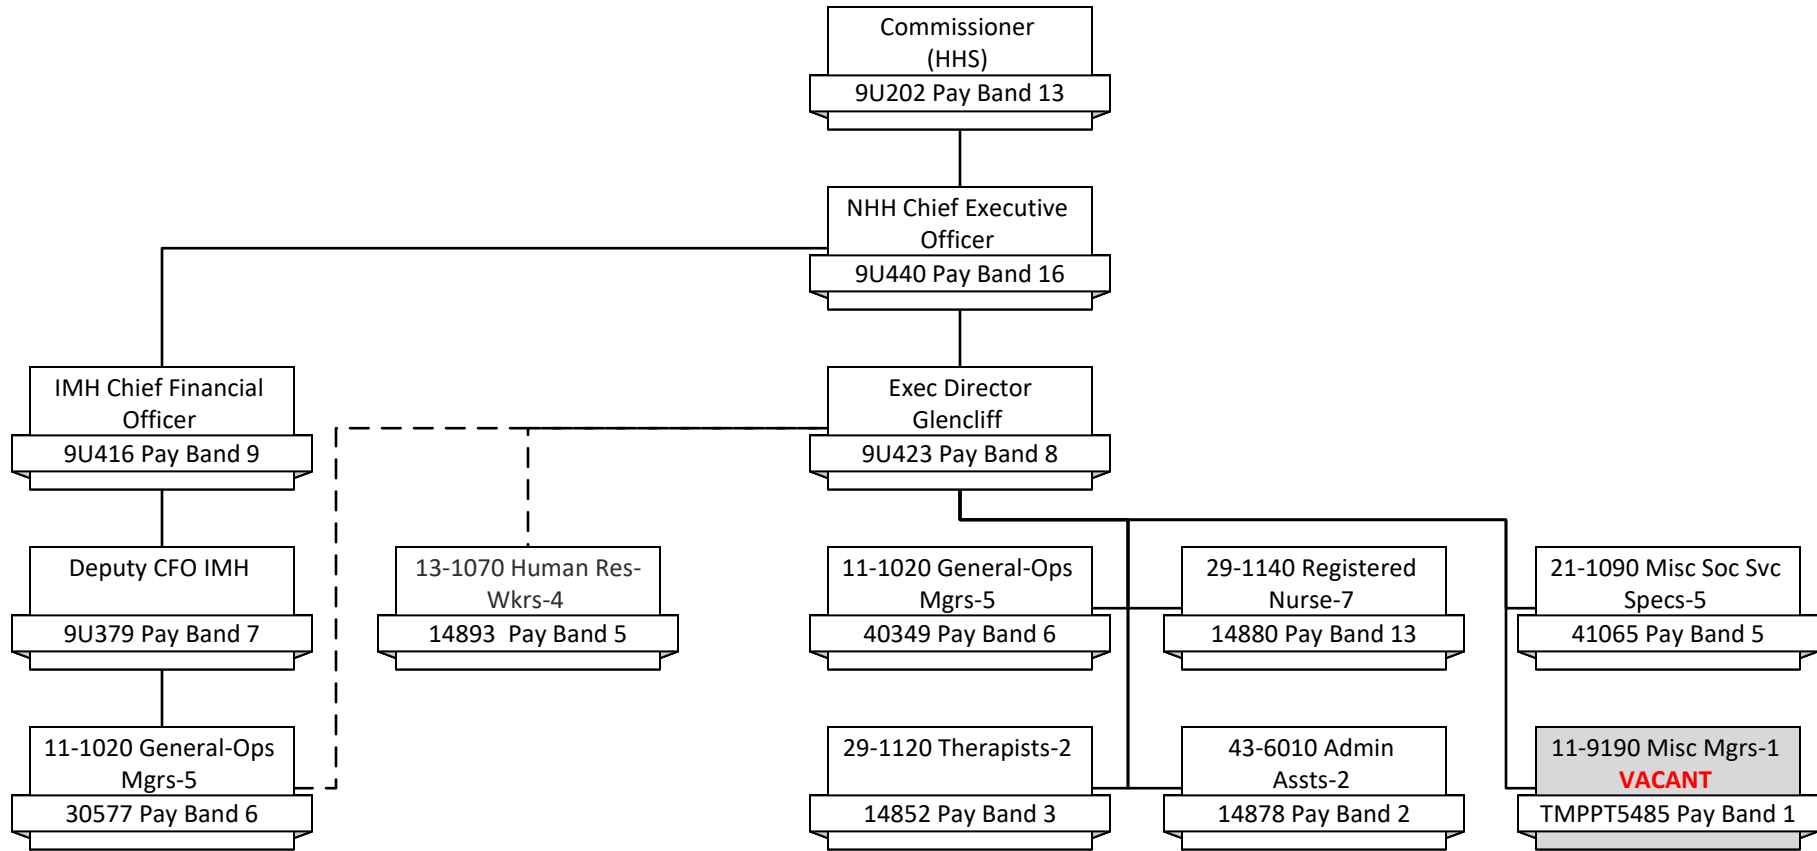 Commissioner
(HHS)
9U202 Pay Band 13
NHH Chief Executive
Officer
9U440 Pay Band 16
IMH Chief Financial
Officer
9U416 Pay Band 9
Exec Director
Glencliff
9U423 Pay Band 8
Deputy CFO IMH
9U379 Pay Band 7
13-1070 Human Res-
Wkrs-4
14893  Pay Band 5
11-1020 General-Ops
Mgrs-5
40349 Pay Band 6
29-1140 Registered
Nurse-7
14880 Pay Band 13
21-1090 Misc Soc Svc
Specs-5
41065 Pay Band 5
11-1020 General-Ops
Mgrs-5
30577 Pay Band 6
29-1120 Therapists-2
14852 Pay Band 3
43-6010 Admin
Assts-2
14878 Pay Band 2
11-9190 Misc Mgrs-1
VACANT
TMPPT5485 Pay Band 1